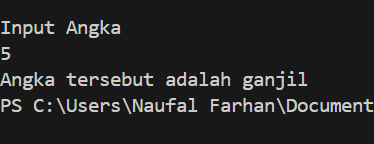 Input Angka
5
Angka tersebut adalah ganjil
PS C:\Users\Naufal Farhan\Document